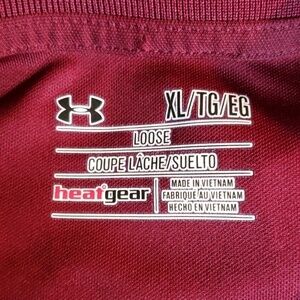 XL/TG/EG
LOOSE
COUPE LÂCHE/SUELTO
heatgear
MADE IN VIETNAM
FABRIQUÉ AU VIETNAM
HECHO EN VIETNAM